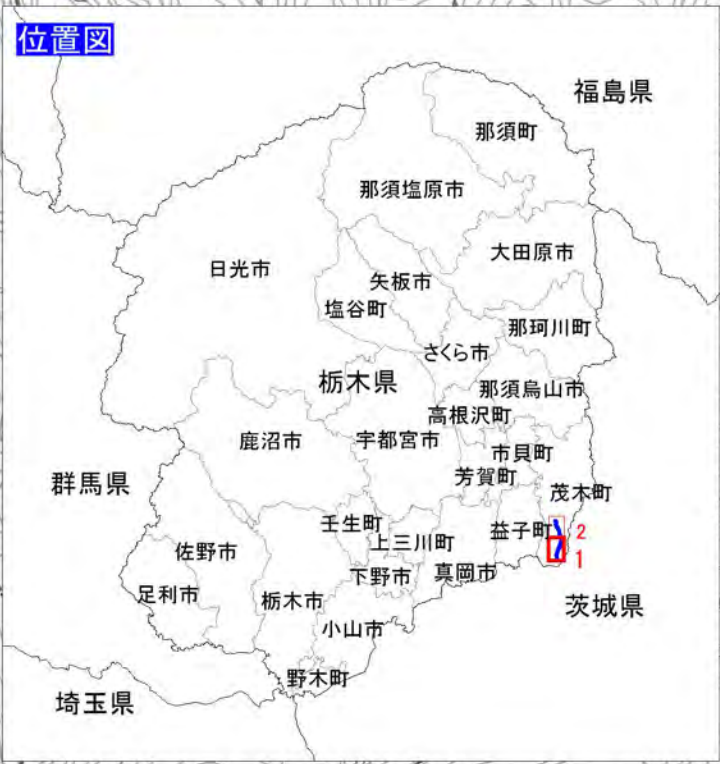 位置図
福島県
那須町
那須塩原市
大田原市
日光市
矢板市
塩谷町
那珂川町
さくら市
栃木県
那須烏山市
高根沢町
鹿沼市
宇都宮市
市貝町
芳賀町
群馬県
茂木町
壬生町
益子町
2
上三川町
佐野市
1
下野市
真岡市
足利市
栃木市
茨城県
小山市
野木町
埼玉県